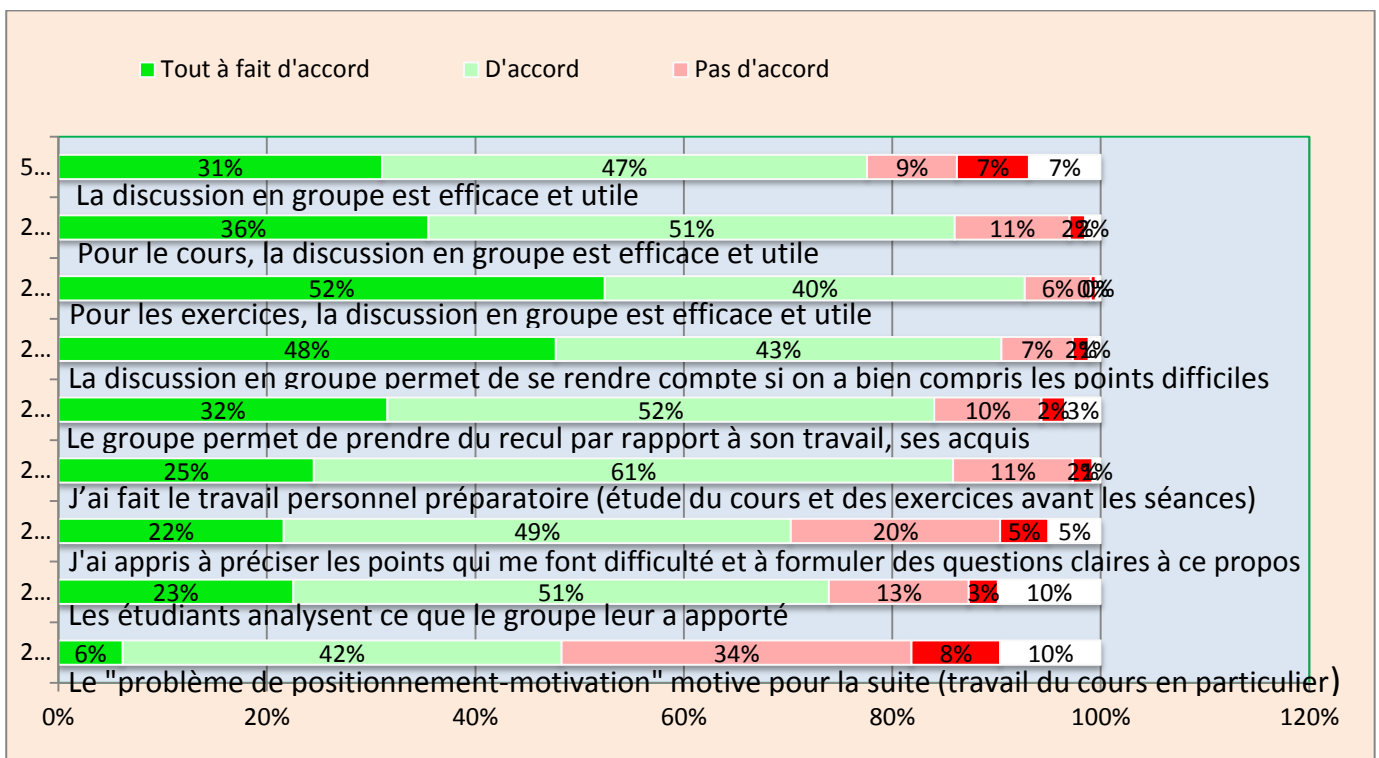 Tout à fait d'accord D'accord Pas d'accord
5... 31% 47% 9% 7% 7%
La discussion en groupe est efficace et utile
2... 36% 51% 11% 2% 2%
Pour le cours, la discussion en groupe est efficace et utile
2... 52% 40% 6% 0% 0%
Pour les exercices, la discussion en groupe est efficace et utile
2... 48% 43% 7% 2% 1%
La discussion en groupe permet de se rendre compte si on a bien compris les points difficiles
2... 32% 52% 10% 2% 3%
Le groupe permet de prendre du recul par rapport à son travail, ses acquis
2... 25% 61% 11% 2% 1%
J’ai fait le travail personnel préparatoire (étude du cours et des exercices avant les séances)
2... 22% 49% 20% 5% 5%
J'ai appris à préciser les points qui me font difficulté et à formuler des questions claires à ce propos
2... 23% 51% 13% 3% 10%
Les étudiants analysent ce que le groupe leur a apporté
2... 6% 42% 34% 8% 10%
Le "problème de positionnement-motivation" motive pour la suite (travail du cours en particulier)
0% 20% 40% 60% 80% 100% 120%